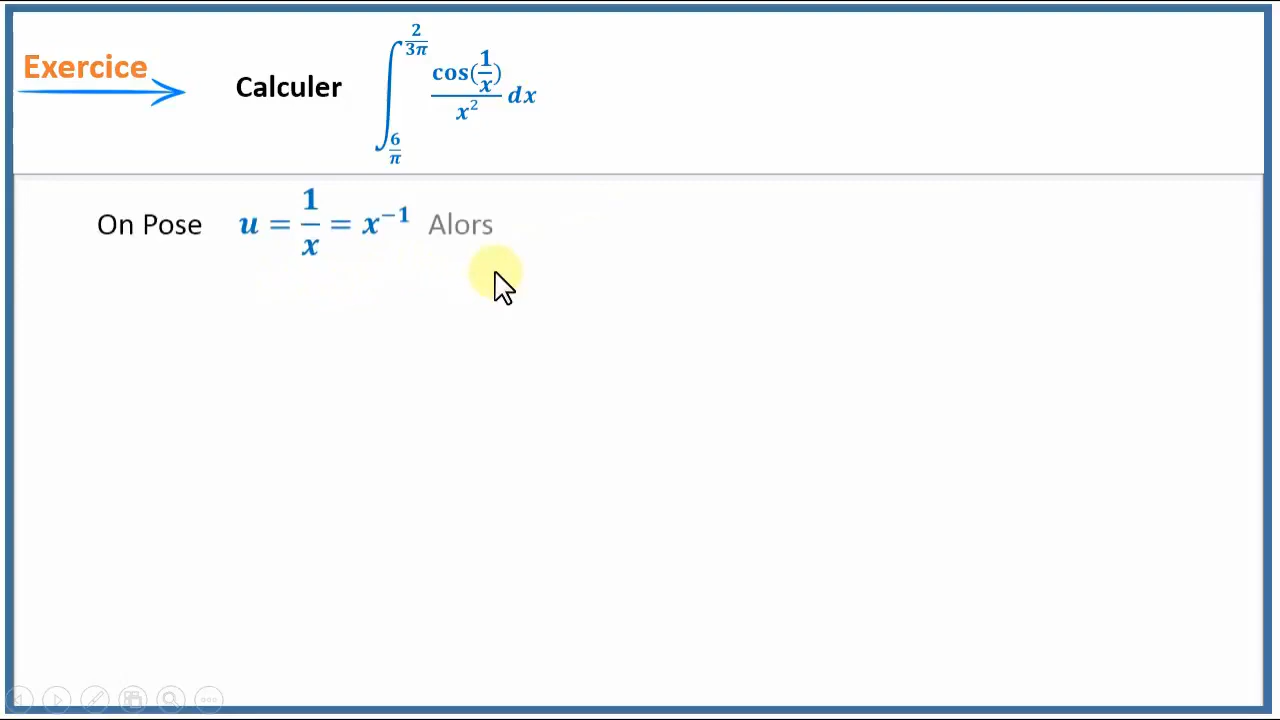 Exercice
Calculer ∫_{6/π}^{2/3π} cos(1/x)/x² dx
On Pose u = 1/x = x⁻¹ Alors